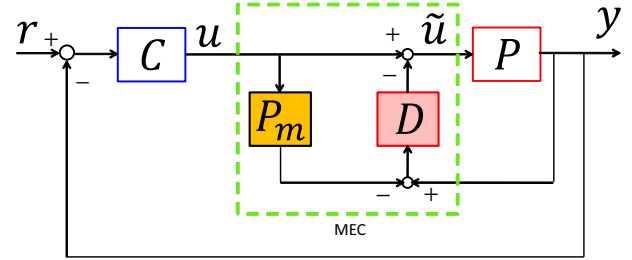 r + − C u + − ũ P y
P_m D
− +
MEC